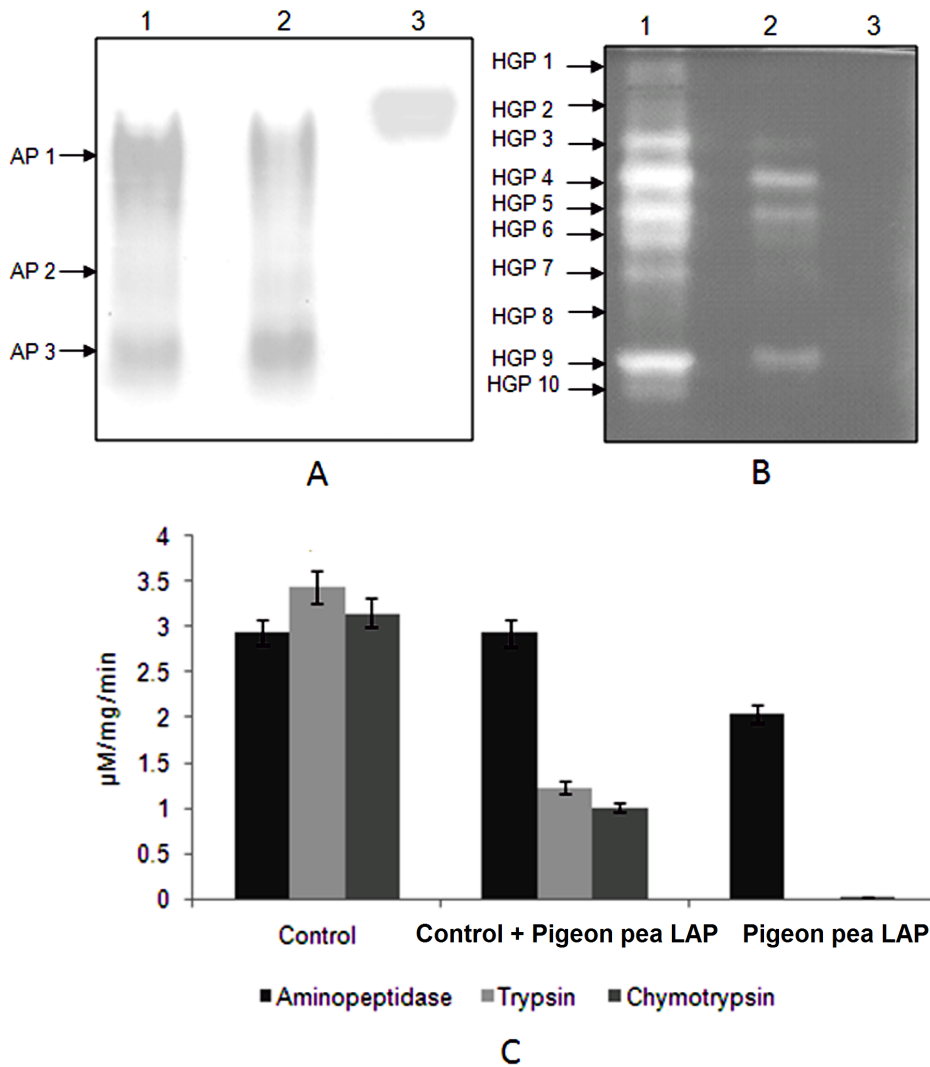 1 2 3
AP 1
AP 2
AP 3
A
1 2 3
HGP 1
HGP 2
HGP 3
HGP 4
HGP 5
HGP 6
HGP 7
HGP 8
HGP 9
HGP 10
B
4
3.5
3
2.5
2
1.5
1
0.5
0
µM/mg/min
Control Control + Pigeon pea LAP Pigeon pea LAP
Aminopeptidase Trypsin Chymotrypsin
C